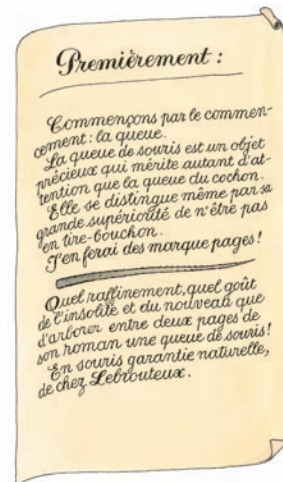 Premièrement :
Commençons par le commen-
cement : la queue.
La queue de souris est un objet
précieux qui mérite autant d'at-
tention que la queue du cochon.
Elle se distingue même par sa
grande supériorité de n'être pas
en tire-bouchon.
J'en ferai des marque pages !
Quel raffinement, quel goût
de l'insolite et du nouveau que
d'arborer entre deux pages de
son roman une queue de souris !
En souris garantie naturelle,
de chez Lebrouteux.